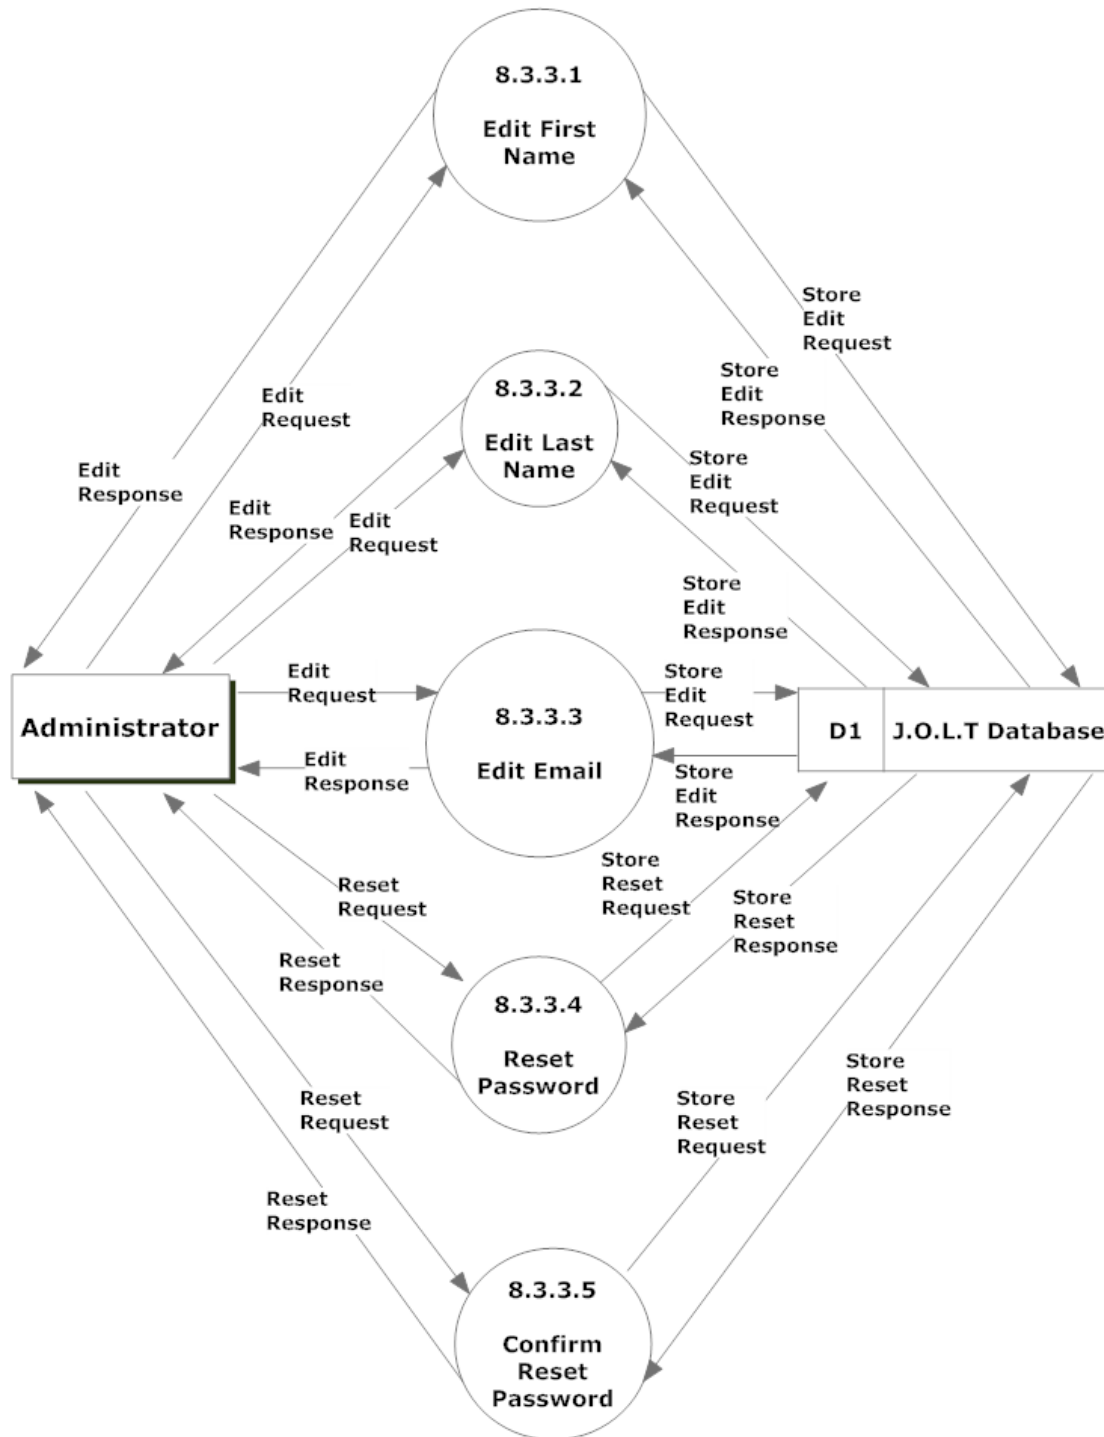 8.3.3.1
Edit First
Name
Store
Edit
Request
Store
Edit
Response
Edit
Request
Edit
Response
8.3.3.2
Edit Last
Name
Store
Edit
Request
Edit
Response
Edit
Request
Store
Edit
Response
Edit
Request
Store
Edit
Request
Administrator
8.3.3.3
Edit Email
D1
J.O.L.T Database
Edit
Response
Store
Edit
Response
Store
Reset
Request
Reset
Request
Store
Reset
Response
Reset
Response
8.3.3.4
Reset
Password
Store
Reset
Response
Reset
Request
Store
Reset
Request
Reset
Response
8.3.3.5
Confirm
Reset
Password